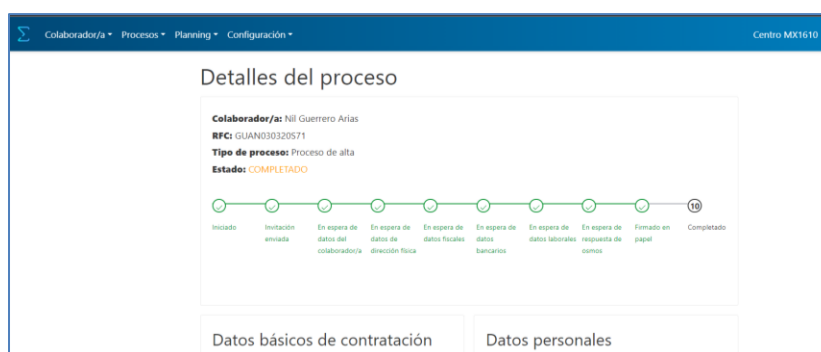 Σ Colaborador/a Procesos Planning Configuración Centro MX1610
Detalles del proceso
Colaborador/a: Nil Guerrero Arias
RFC: GUAN030320S71
Tipo de proceso: Proceso de alta
Estado: COMPLETADO
10
Iniciado
Invitación
enviada
En espera de
datos del
colaborador/a
En espera de
datos de
dirección física
En espera de
datos fiscales
En espera de
datos
bancarios
En espera de
datos laborales
En espera de
respuesta de
osmos
Firmado en
papel
Completado
Datos básicos de contratación
Datos personales